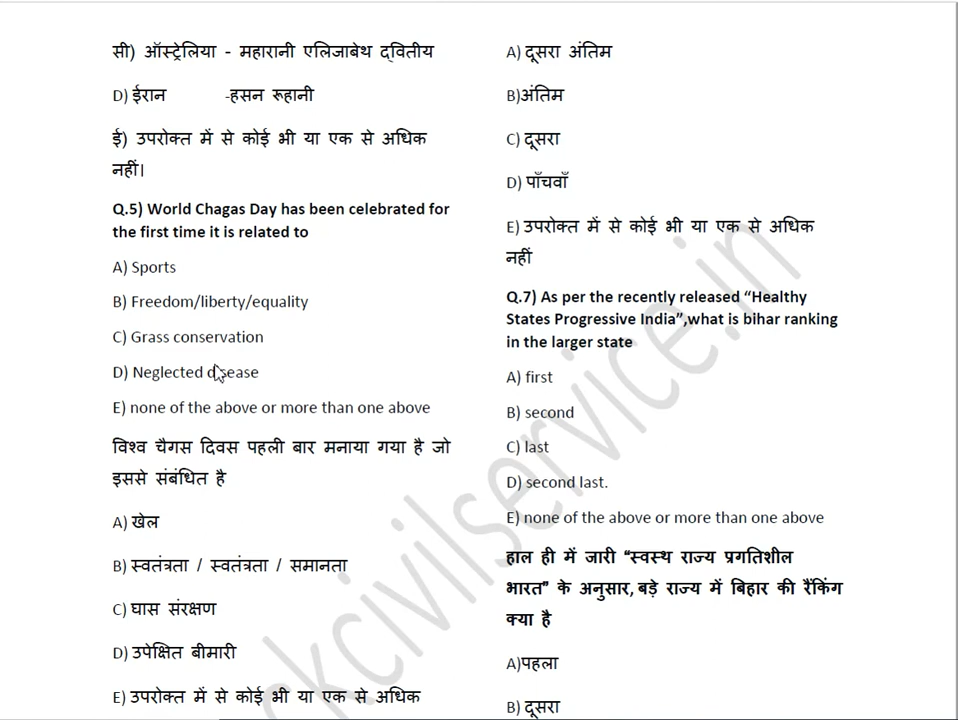 सी) ऑस्ट्रेलिया - महारानी एलिजाबेथ द्वितीय
D) ईरान -हसन रूहानी
ई) उपरोक्त में से कोई भी या एक से अधिक
नहीं।
Q.5) World Chagas Day has been celebrated for
the first time it is related to
A) Sports
B) Freedom/liberty/equality
C) Grass conservation
D) Neglected disease
E) none of the above or more than one above
विश्व चैगस दिवस पहली बार मनाया गया है जो
इससे संबंधित है
A) खेल
B) स्वतंत्रता / स्वतंत्रता / समानता
C) घास संरक्षण
D) उपेक्षित बीमारी
E) उपरोक्त में से कोई भी या एक से अधिक
A) दूसरा अंतिम
B)अंतिम
C) दूसरा
D) पाँचवाँ
E) उपरोक्त में से कोई भी या एक से अधिक
नहीं
Q.7) As per the recently released “Healthy
States Progressive India”,what is bihar ranking
in the larger state
A) first
B) second
C) last
D) second last.
E) none of the above or more than one above
हाल ही में जारी “स्वस्थ राज्य प्रगतिशील
भारत” के अनुसार, बड़े राज्य में बिहार की रैंकिंग
क्या है
A)पहला
B) दूसरा
ckcivilservice.in